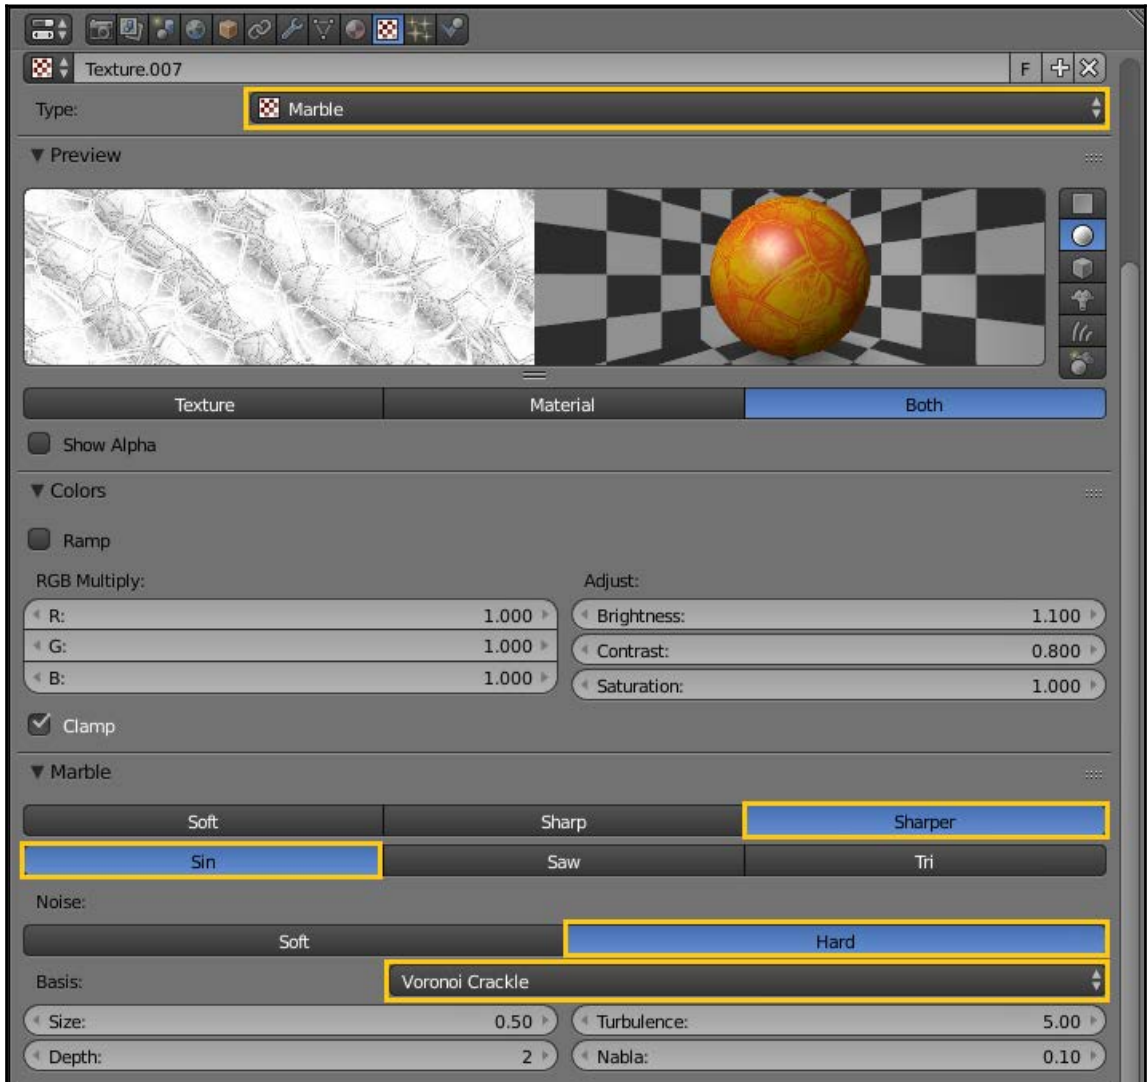 Texture.007 F
Type: Marble
Preview
Texture Material Both
Show Alpha
Colors
Ramp
RGB Multiply: Adjust:
R: 1.000 Brightness: 1.100
G: 1.000 Contrast: 0.800
B: 1.000 Saturation: 1.000
Clamp
Marble
Soft Sharp Sharper
Sin Saw Tri
Noise:
Soft Hard
Basis: Voronoi Crackle
Size: 0.50 Turbulence: 5.00
Depth: 2 Nabla: 0.10